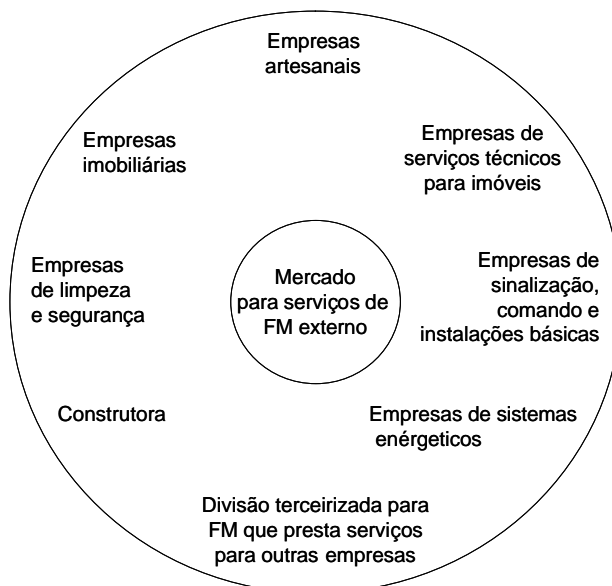 Empresas
artesanais
Empresas
imobiliárias
Empresas de
serviços técnicos
para imóveis
Empresas
de limpeza
e segurança
Mercado
para serviços de
FM externo
Empresas de
sinalização,
comando e
instalações básicas
Construtora
Empresas de sistemas
enérgeticos
Divisão terceirizada para
FM que presta serviços
para outras empresas